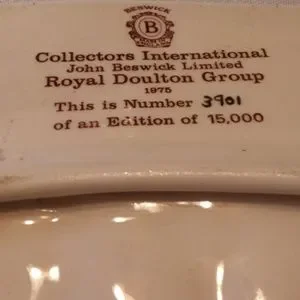 BESWICK
B
Collectors International
John Beswick Limited
Royal Doulton Group
1975
This is Number 3901
of an Edition of 15,000